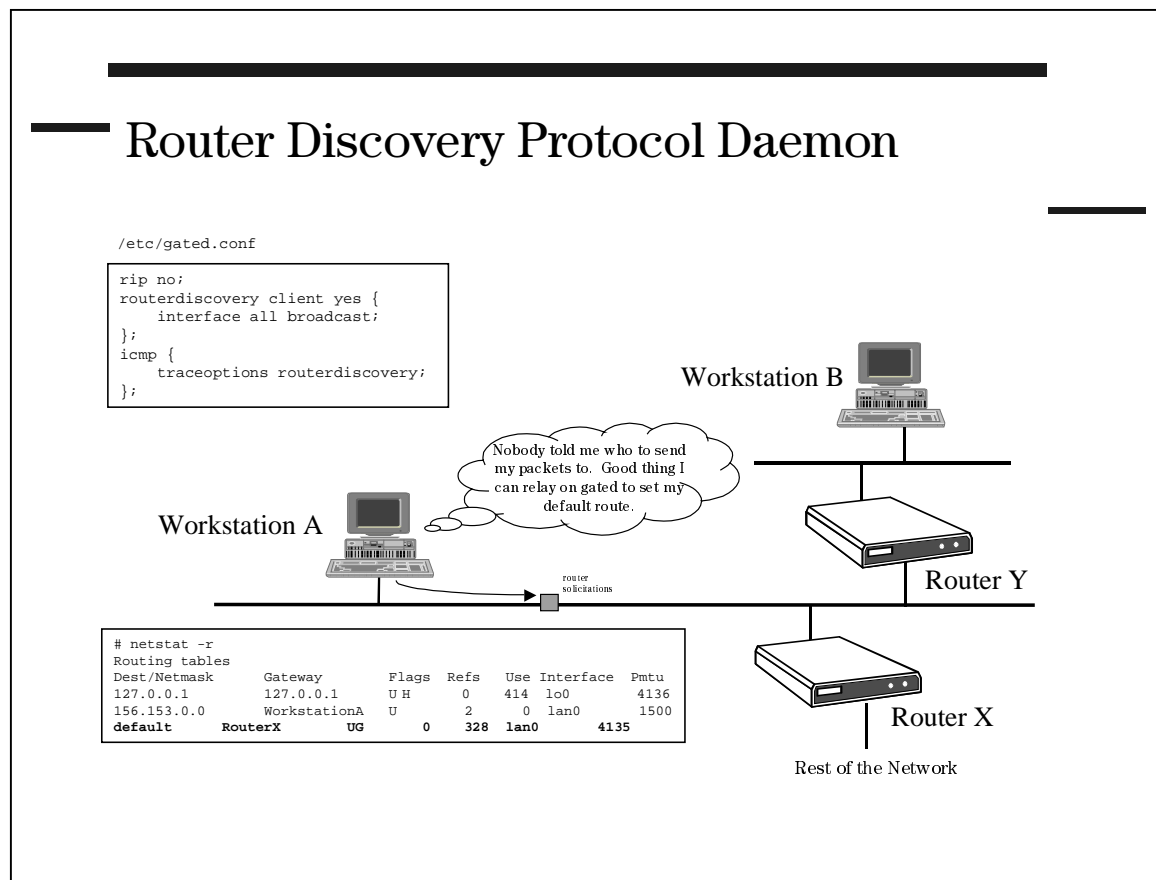 Router Discovery Protocol Daemon
/etc/gated.conf
rip no;
routerdiscovery client yes {
    interface all broadcast;
};
icmp {
    traceoptions routerdiscovery;
};
Workstation B
Nobody told me who to send
my packets to. Good thing I
can relay on gated to set my
default route.
Workstation A
router
solicitations
Router Y
# netstat -r
Routing tables
Dest/Netmask Gateway Flags Refs Use Interface Pmtu
127.0.0.1 127.0.0.1 U H 0 414 lo0 4136
156.153.0.0 WorkstationA U 2 0 lan0 1500
default RouterX UG 0 328 lan0 4135
Router X
Rest of the Network